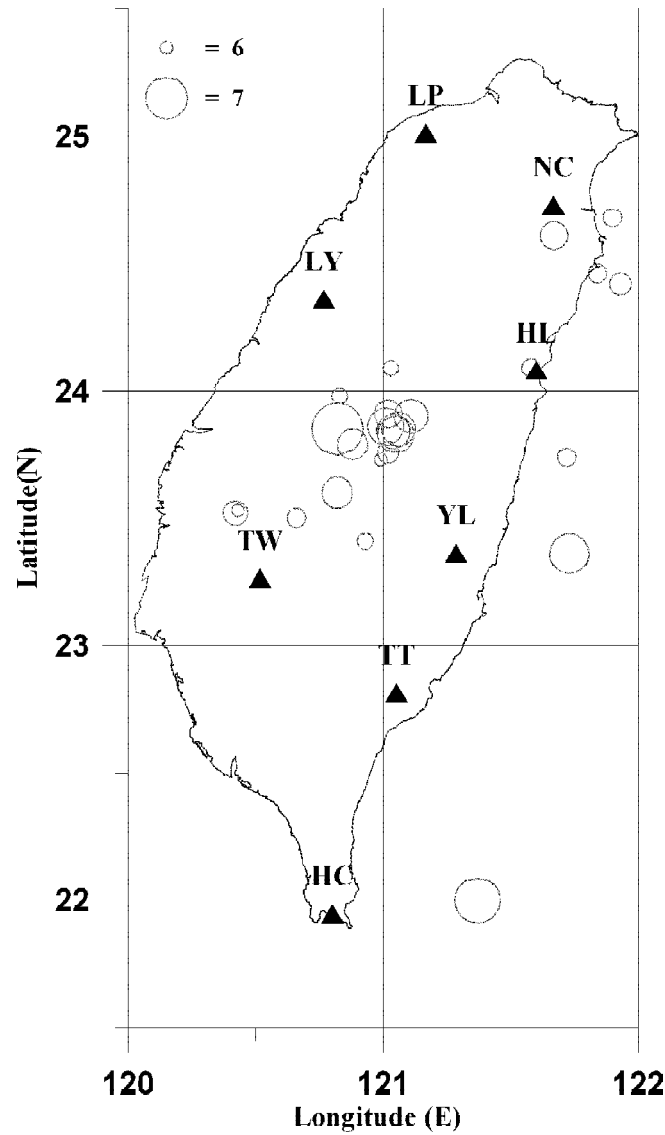 = 6
= 7
LP
25
NC
LY
HL
24
YL
TW
23
TT
22
HC
Latitude(N)
120
121
122
Longitude (E)